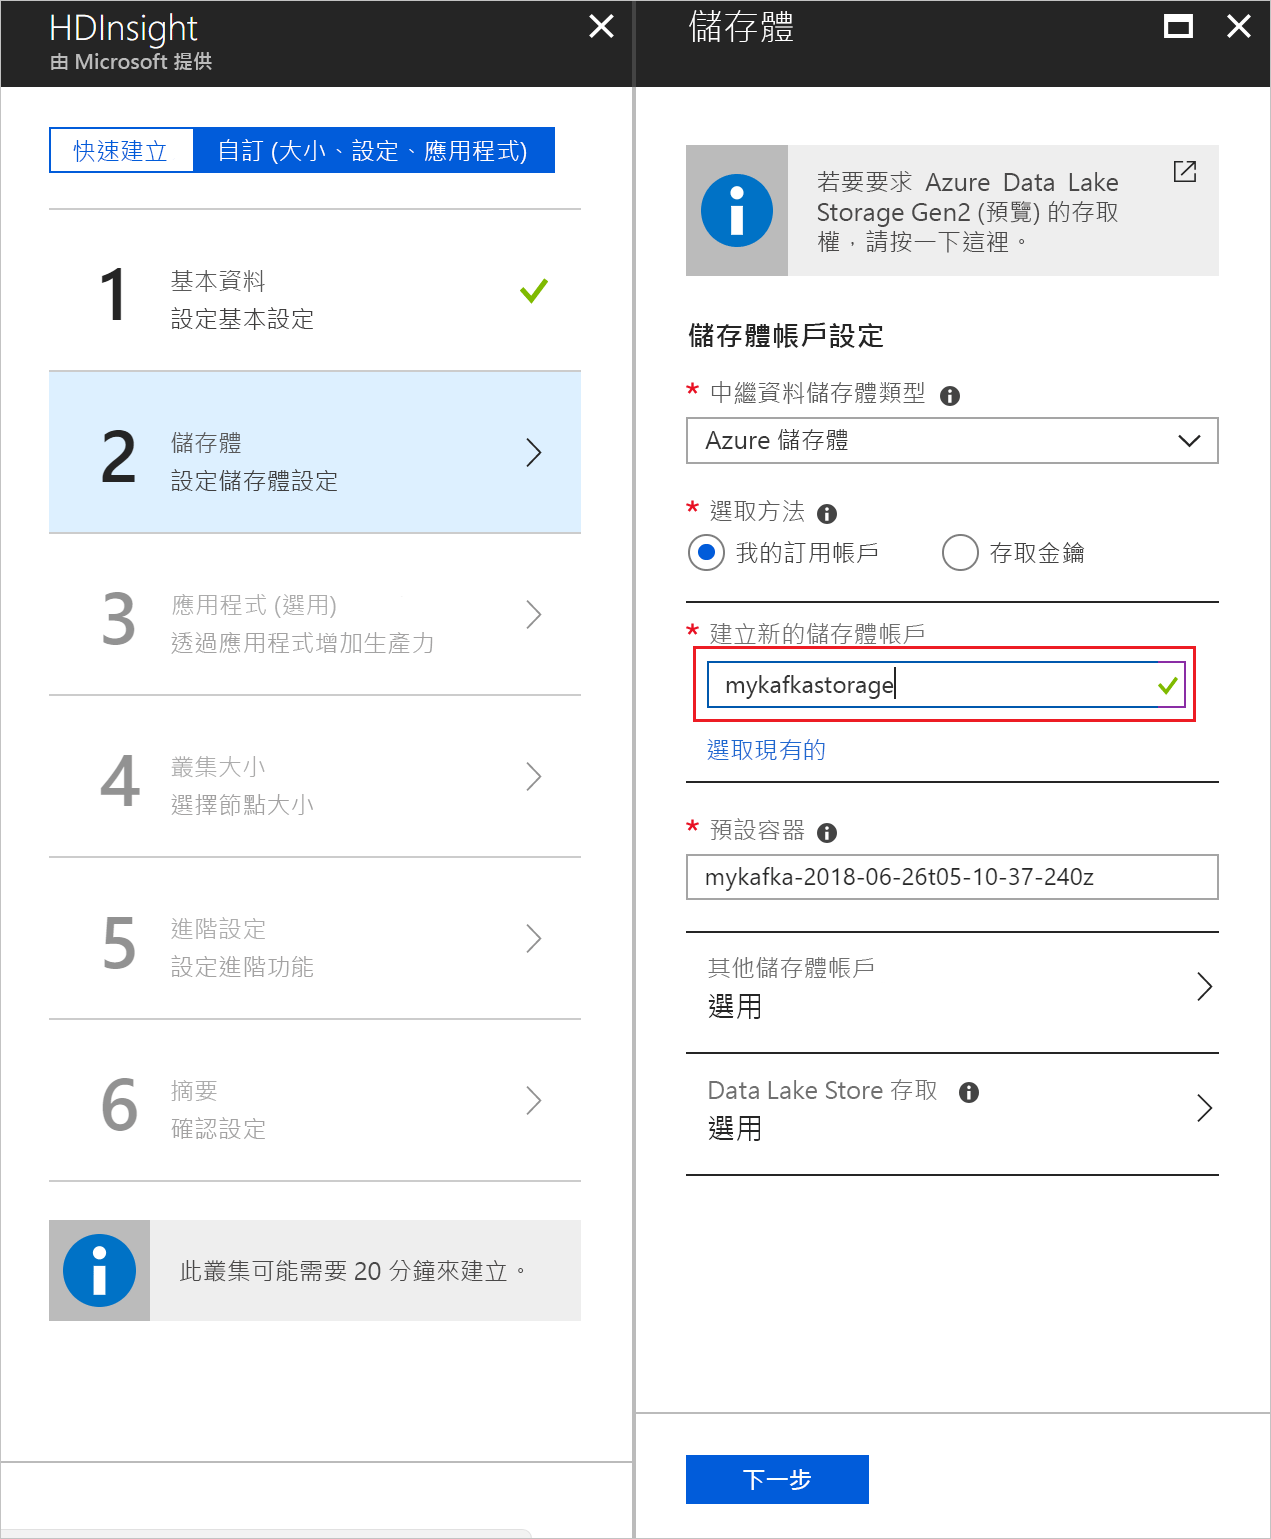 HDInsight
由 Microsoft 提供
快速建立
自訂 (大小、設定、應用程式)
1
基本資料
設定基本設定
2
儲存體
設定儲存體設定
3
應用程式 (選用)
透過應用程式增加生產力
4
叢集大小
選擇節點大小
5
進階設定
設定進階功能
6
摘要
確認設定
此叢集可能需要 20 分鐘來建立。
儲存體
若要要求 Azure Data Lake
Storage Gen2 (預覽) 的存取
權，請按一下這裡。
儲存體帳戶設定
* 中繼資料儲存體類型
Azure 儲存體
* 選取方法
我的訂用帳戶
存取金鑰
* 建立新的儲存體帳戶
mykafkastorage
選取現有的
* 預設容器
mykafka-2018-06-26t05-10-37-240z
其他儲存體帳戶
選用
Data Lake Store 存取
選用
下一步